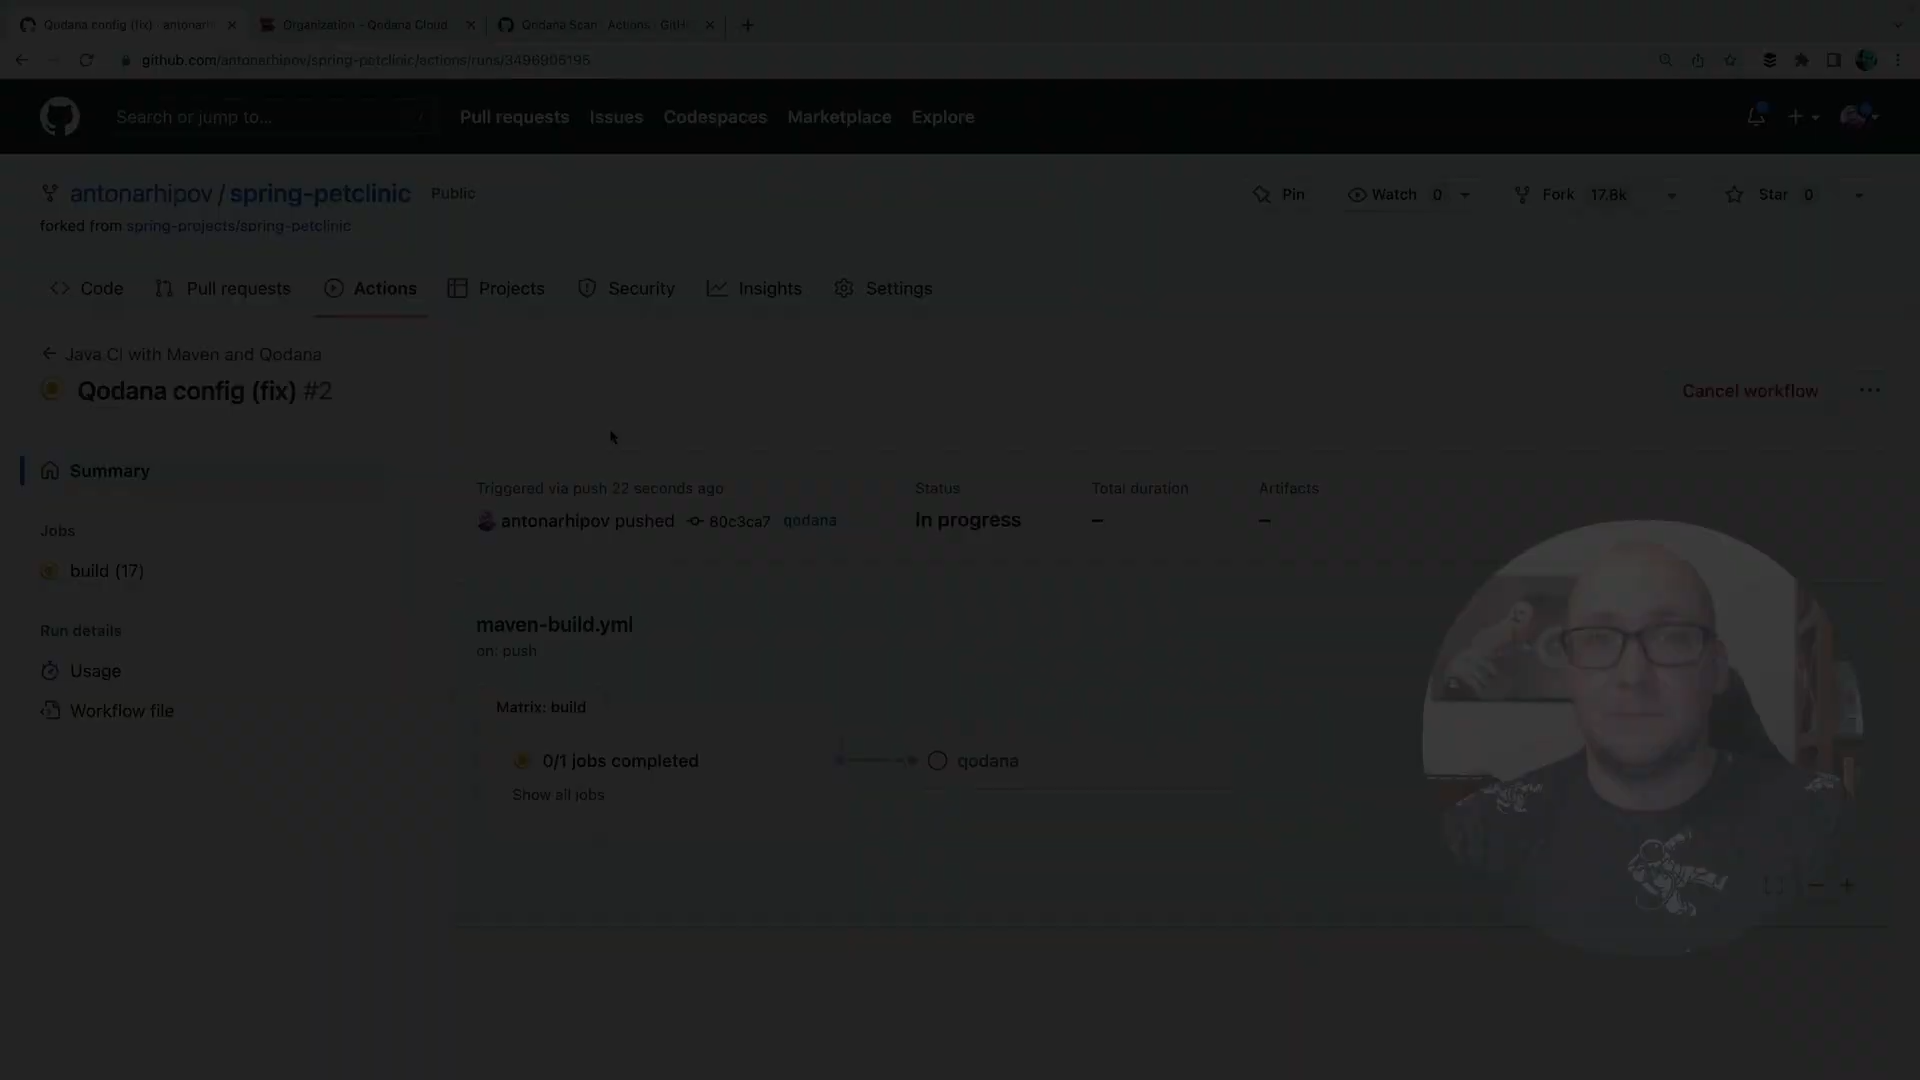 Qodana config (fix) · antonarh
Organization - Qodana Cloud
Qodana Scan · Actions · GitH
github.com/antonarhipov/spring-petclinic/actions/runs/3496906195
Search or jump to...
/
Pull requests
Issues
Codespaces
Marketplace
Explore
antonarhipov / spring-petclinic
Public
Pin
Watch 0
Fork 17.8k
Star 0
forked from spring-projects/spring-petclinic
Code
Pull requests
Actions
Projects
Security
Insights
Settings
Java CI with Maven and Qodana
Qodana config (fix) #2
Cancel workflow
Summary
Jobs
build (17)
Run details
Usage
Workflow file
Triggered via push 22 seconds ago
antonarhipov pushed 80c3ca7 qodana
Status
In progress
Total duration
–
Artifacts
–
maven-build.yml
on: push
Matrix: build
0/1 jobs completed
Show all jobs
qodana